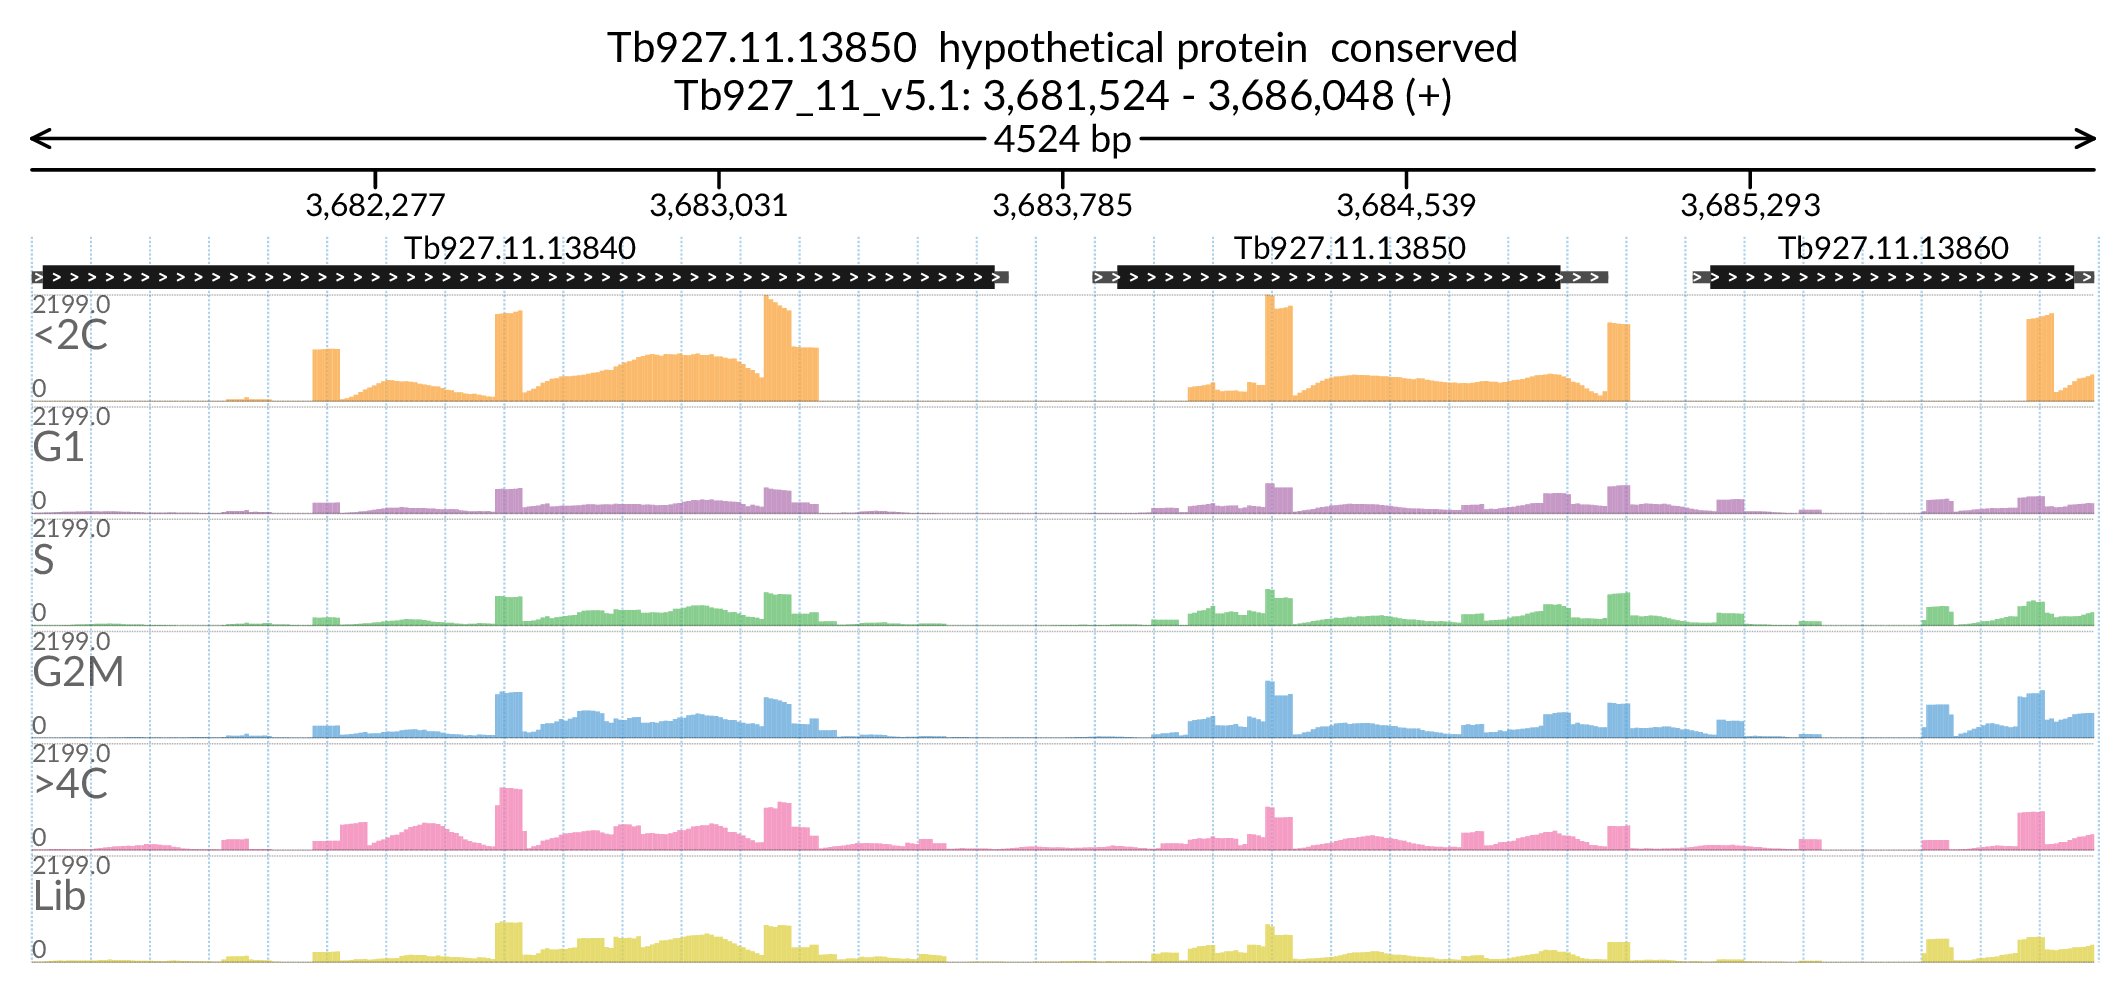 Tb927.11.13850  hypothetical protein  conserved
Tb927_11_v5.1: 3,681,524 - 3,686,048 (+)
4524 bp
3,682,277 3,683,031 3,683,785 3,684,539 3,685,293
Tb927.11.13840 Tb927.11.13850 Tb927.11.13860
2199.0
<2C
0
2199.0
G1
0
2199.0
S
0
2199.0
G2M
0
2199.0
>4C
0
2199.0
Lib
0